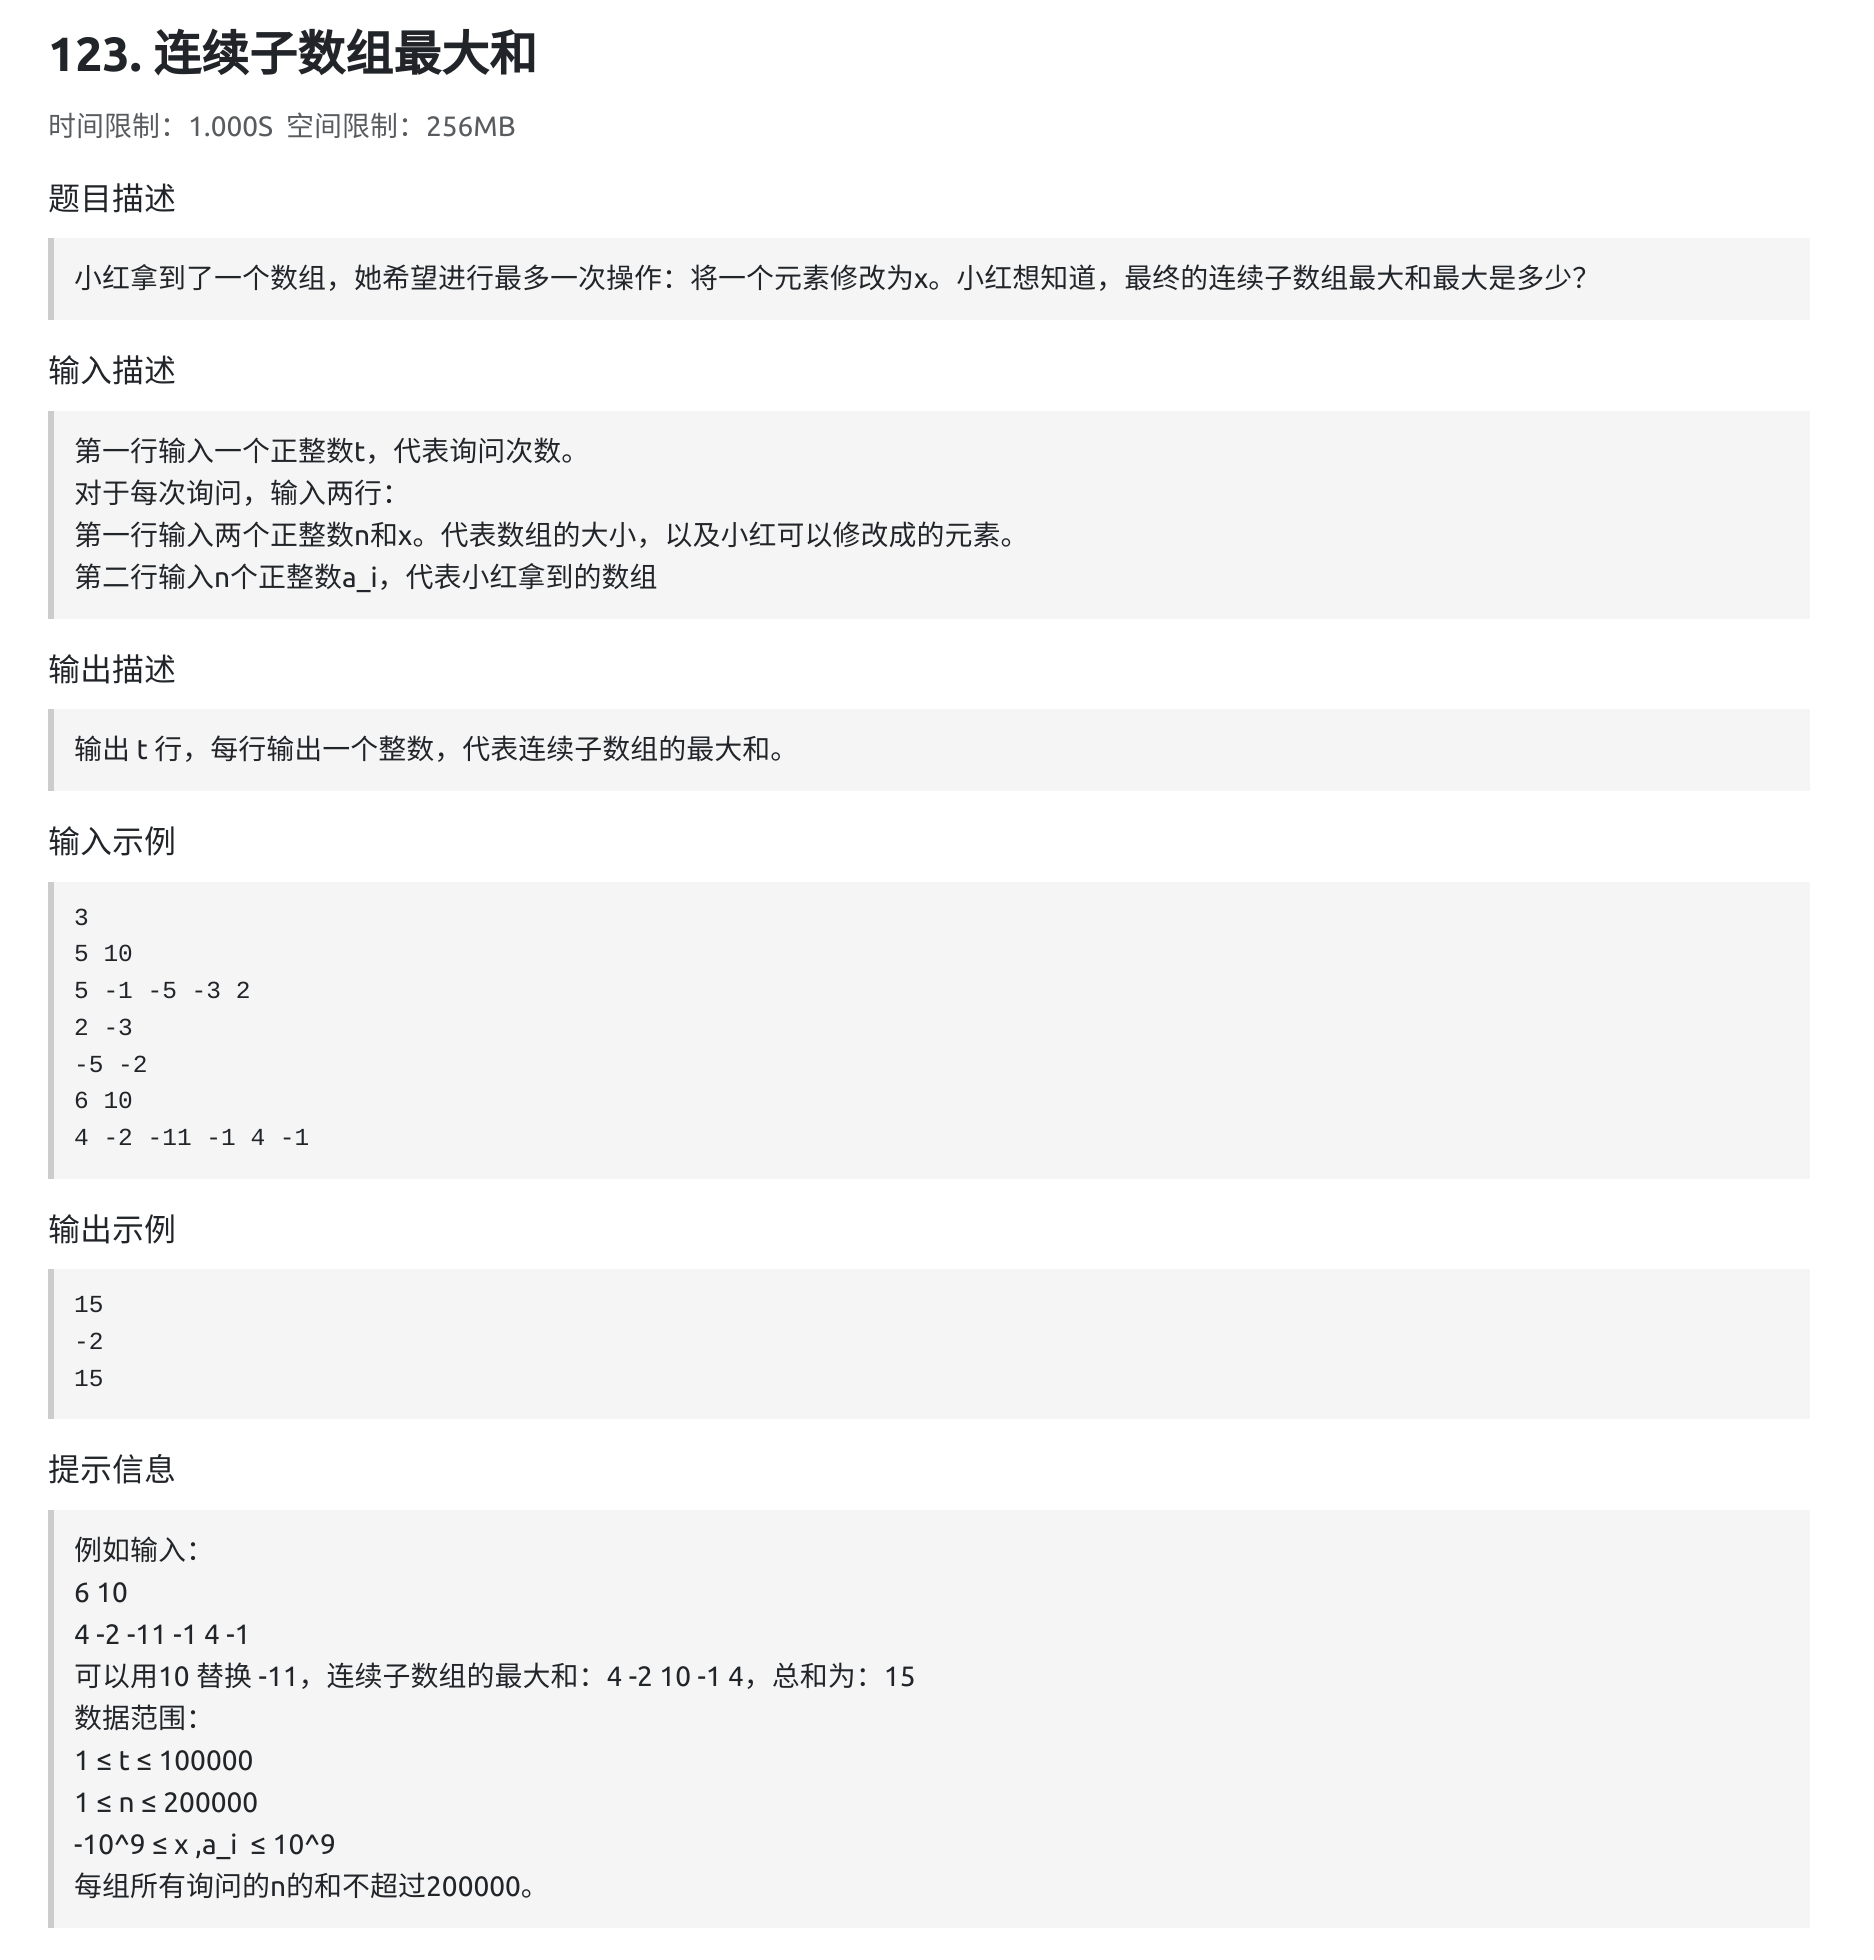 123. 连续子数组最大和
时间限制：1.000S 空间限制：256MB
题目描述
小红拿到了一个数组，她希望进行最多一次操作：将一个元素修改为x。小红想知道，最终的连续子数组最大和最大是多少？
输入描述
第一行输入一个正整数t，代表询问次数。
对于每次询问，输入两行：
第一行输入两个正整数n和x。代表数组的大小，以及小红可以修改成的元素。
第二行输入n个正整数a_i，代表小红拿到的数组
输出描述
输出 t 行，每行输出一个整数，代表连续子数组的最大和。
输入示例
3
5 10
5 -1 -5 -3 2
2 -3
-5 -2
6 10
4 -2 -11 -1 4 -1
输出示例
15
-2
15
提示信息
例如输入：
6 10
4 -2 -11 -1 4 -1
可以用10 替换 -11，连续子数组的最大和：4 -2 10 -1 4，总和为：15
数据范围：
1 ≤ t ≤ 100000
1 ≤ n ≤ 200000
-10^9 ≤ x ,a_i ≤ 10^9
每组所有询问的n的和不超过200000。